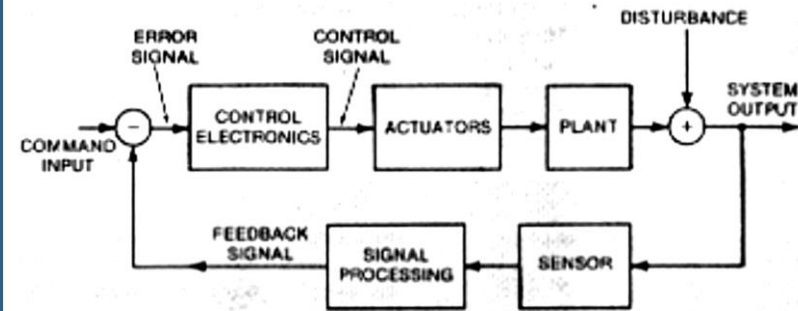 DISTURBANCE
ERROR
SIGNAL
CONTROL
SIGNAL
SYSTEM
OUTPUT
COMMAND
INPUT
−
CONTROL
ELECTRONICS
ACTUATORS
PLANT
+
FEEDBACK
SIGNAL
SIGNAL
PROCESSING
SENSOR